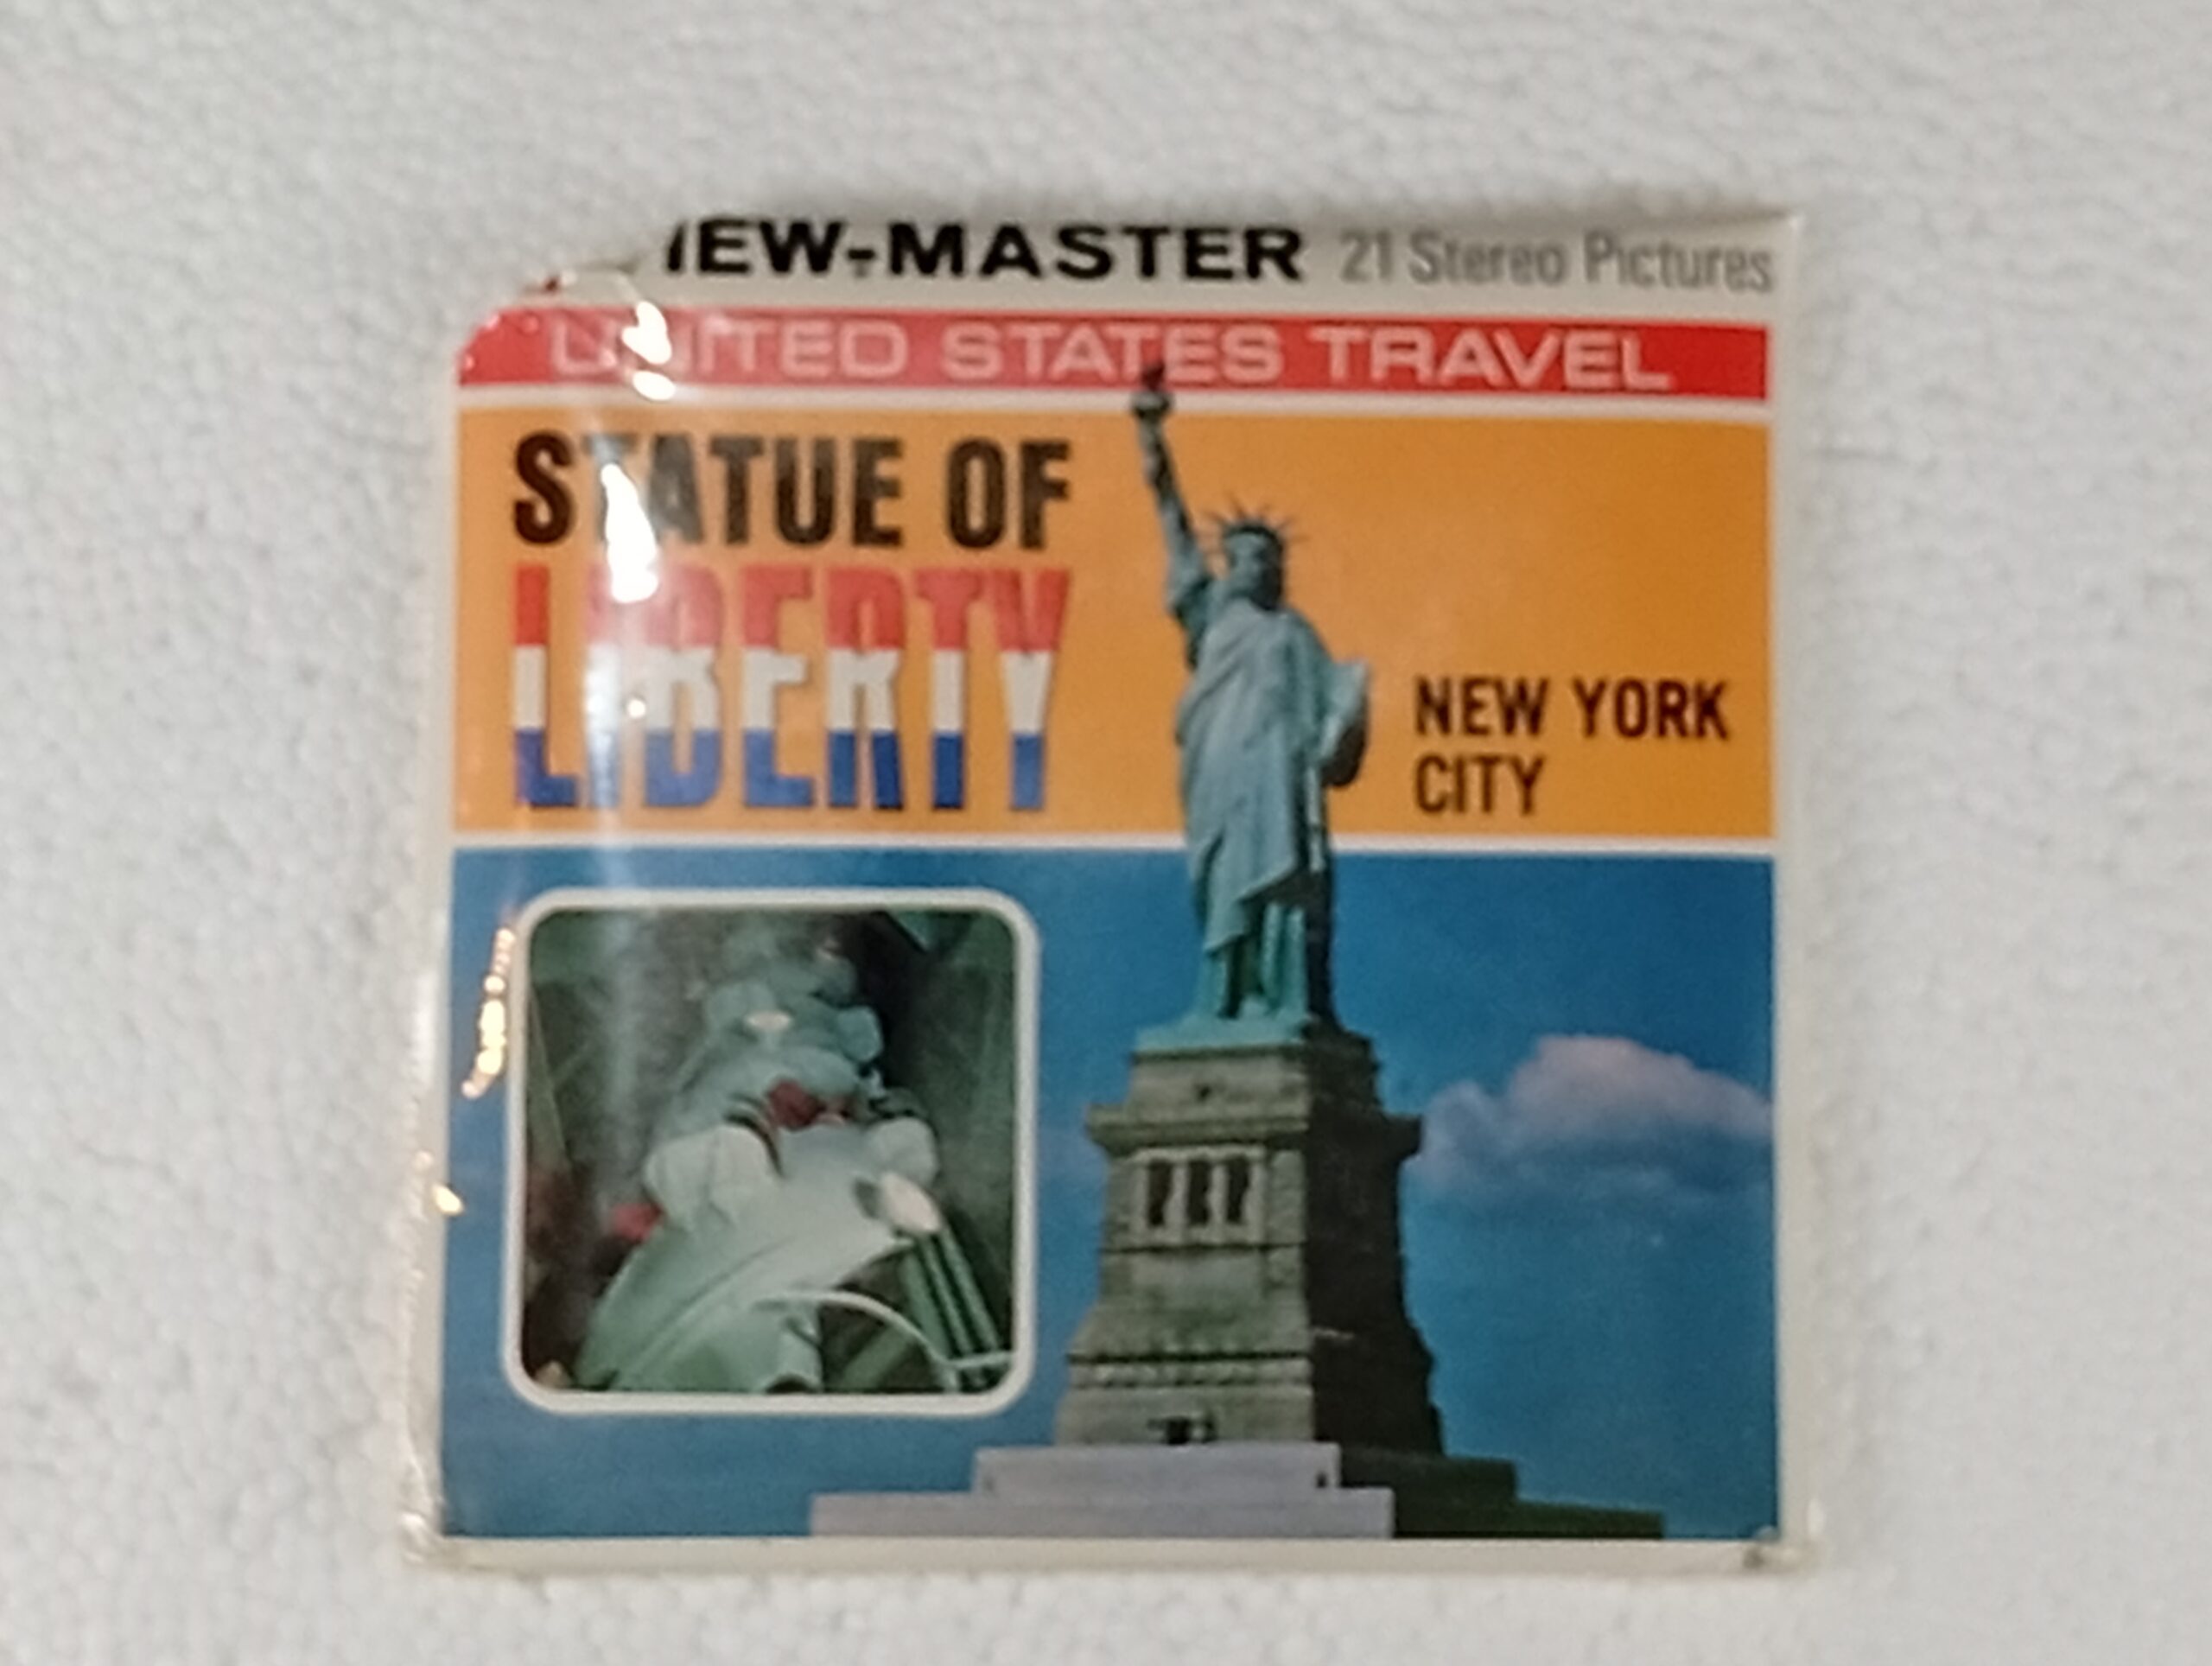 IEW-MASTER 21 Stereo Pictures
UNITED STATES TRAVEL
STATUE OF
LIBERTY
NEW YORK
CITY